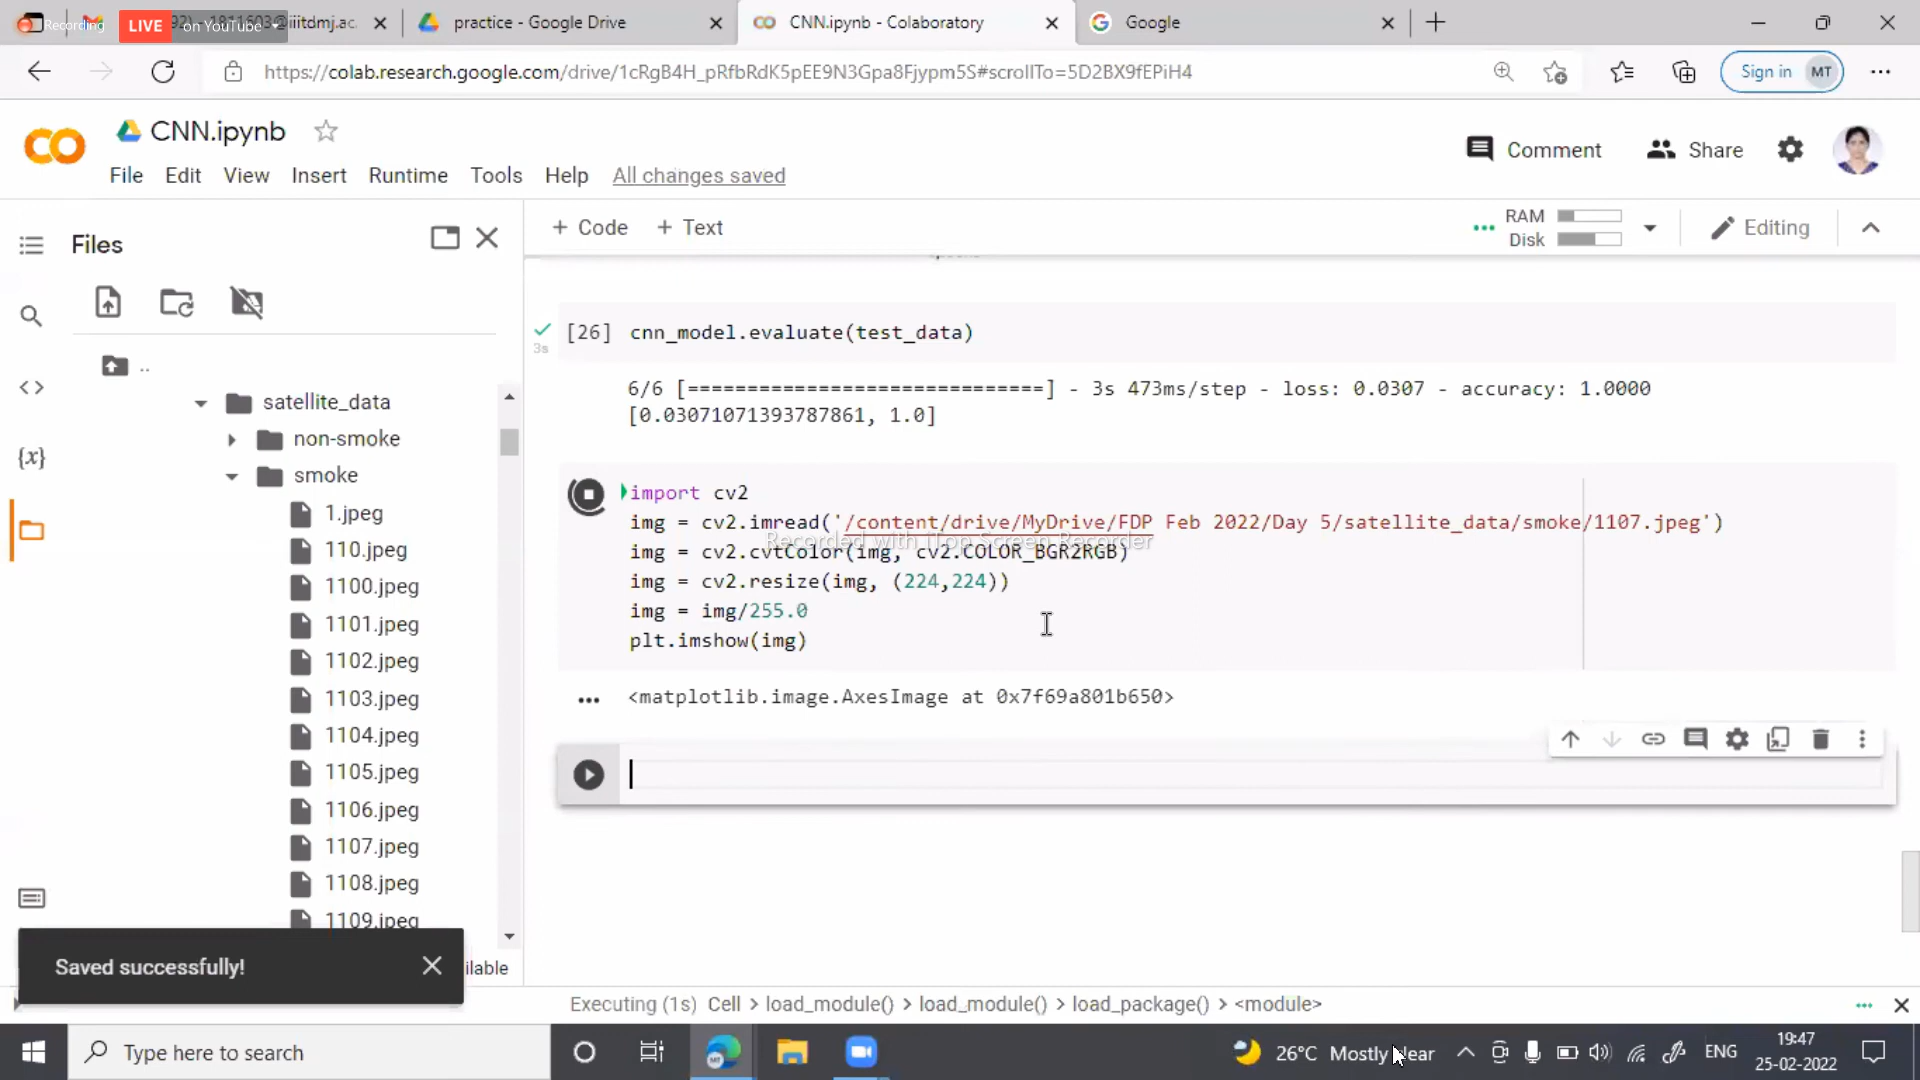 Recording
LIVE on YouTube
practice - Google Drive
CNN.ipynb - Colaboratory
Google
https://colab.research.google.com/drive/1cRgB4H_pRfbRdK5pEE9N3Gpa8Fjypm5S#scrollTo=5D2BX9fEPiH4
Sign in MT
CNN.ipynb
Comment
Share
File Edit View Insert Runtime Tools Help All changes saved
Files
+ Code + Text
RAM
Disk
Editing
..
satellite_data
non-smoke
smoke
1.jpeg
110.jpeg
1100.jpeg
1101.jpeg
1102.jpeg
1103.jpeg
1104.jpeg
1105.jpeg
1106.jpeg
1107.jpeg
1108.jpeg
1109.jpeg
ilable
3s
[26] cnn_model.evaluate(test_data)
6/6 [==============================] - 3s 473ms/step - loss: 0.0307 - accuracy: 1.0000
[0.03071071393787861, 1.0]
import cv2
img = cv2.imread('/content/drive/MyDrive/FDP Feb 2022/Day 5/satellite_data/smoke/1107.jpeg')
Recorded with iTop Screen Recorder
img = cv2.cvtColor(img, cv2.COLOR_BGR2RGB)
img = cv2.resize(img, (224,224))
img = img/255.0
plt.imshow(img)
<matplotlib.image.AxesImage at 0x7f69a801b650>
Saved successfully!
Executing (1s) Cell > load_module() > load_module() > load_package() > <module>
Type here to search
26°C Mostly clear
ENG
19:47
25-02-2022